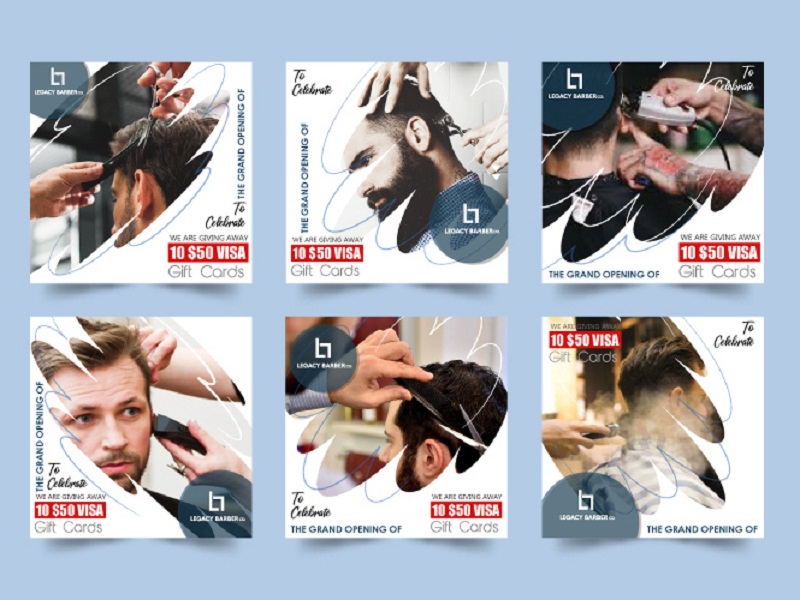 LEGACY BARBER CO.
THE GRAND OPENING OF
To
Celebrate
WE ARE GIVING AWAY
10 $50 VISA
Gift Cards
To
Celebrate
THE GRAND OPENING OF
WE ARE GIVING AWAY
10 $50 VISA
Gift Cards
LEGACY BARBER CO.
LEGACY BARBER CO.
To
Celebrate
WE ARE GIVING AWAY
10 $50 VISA
Gift Cards
THE GRAND OPENING OF
THE GRAND OPENING OF
To
Celebrate
WE ARE GIVING AWAY
10 $50 VISA
Gift Cards
LEGACY BARBER CO.
LEGACY BARBER CO.
To
Celebrate
WE ARE GIVING AWAY
10 $50 VISA
Gift Cards
THE GRAND OPENING OF
WE ARE GIVING AWAY
10 $50 VISA
Gift Cards
To
Celebrate
LEGACY BARBER CO.
THE GRAND OPENING OF